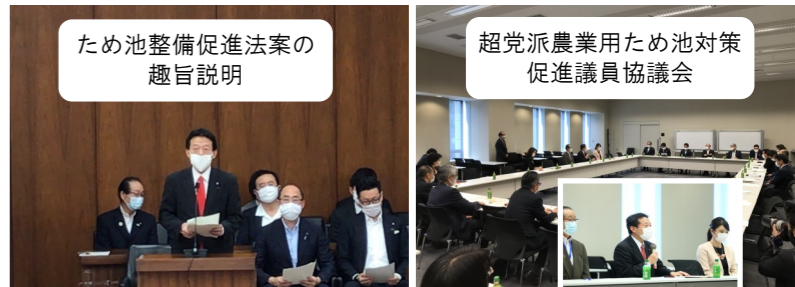 ため池整備促進法案の
趣旨説明
超党派農業用ため池対策
促進議員協議会